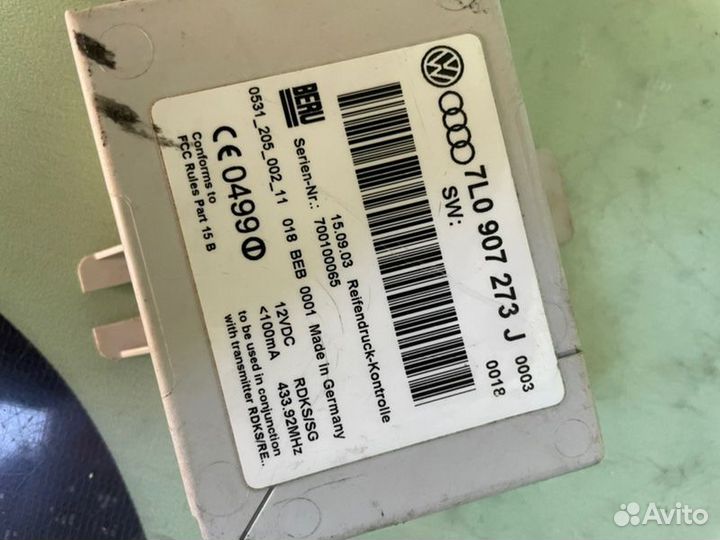 7L0 907 273 J 0003
SW: 0018
15.09.03 Reifendruck-Kontrolle
BERU Serien-Nr.: 700100065
0531_205_002_11 018 BEB 0001 Made in Germany
CE0499
12VDC RDKS/SG
<100mA 433.92MHz
Conforms to
FCC Rules Part 15 B
to be used in conjunction
with transmitter RDKS/RE..
Avito